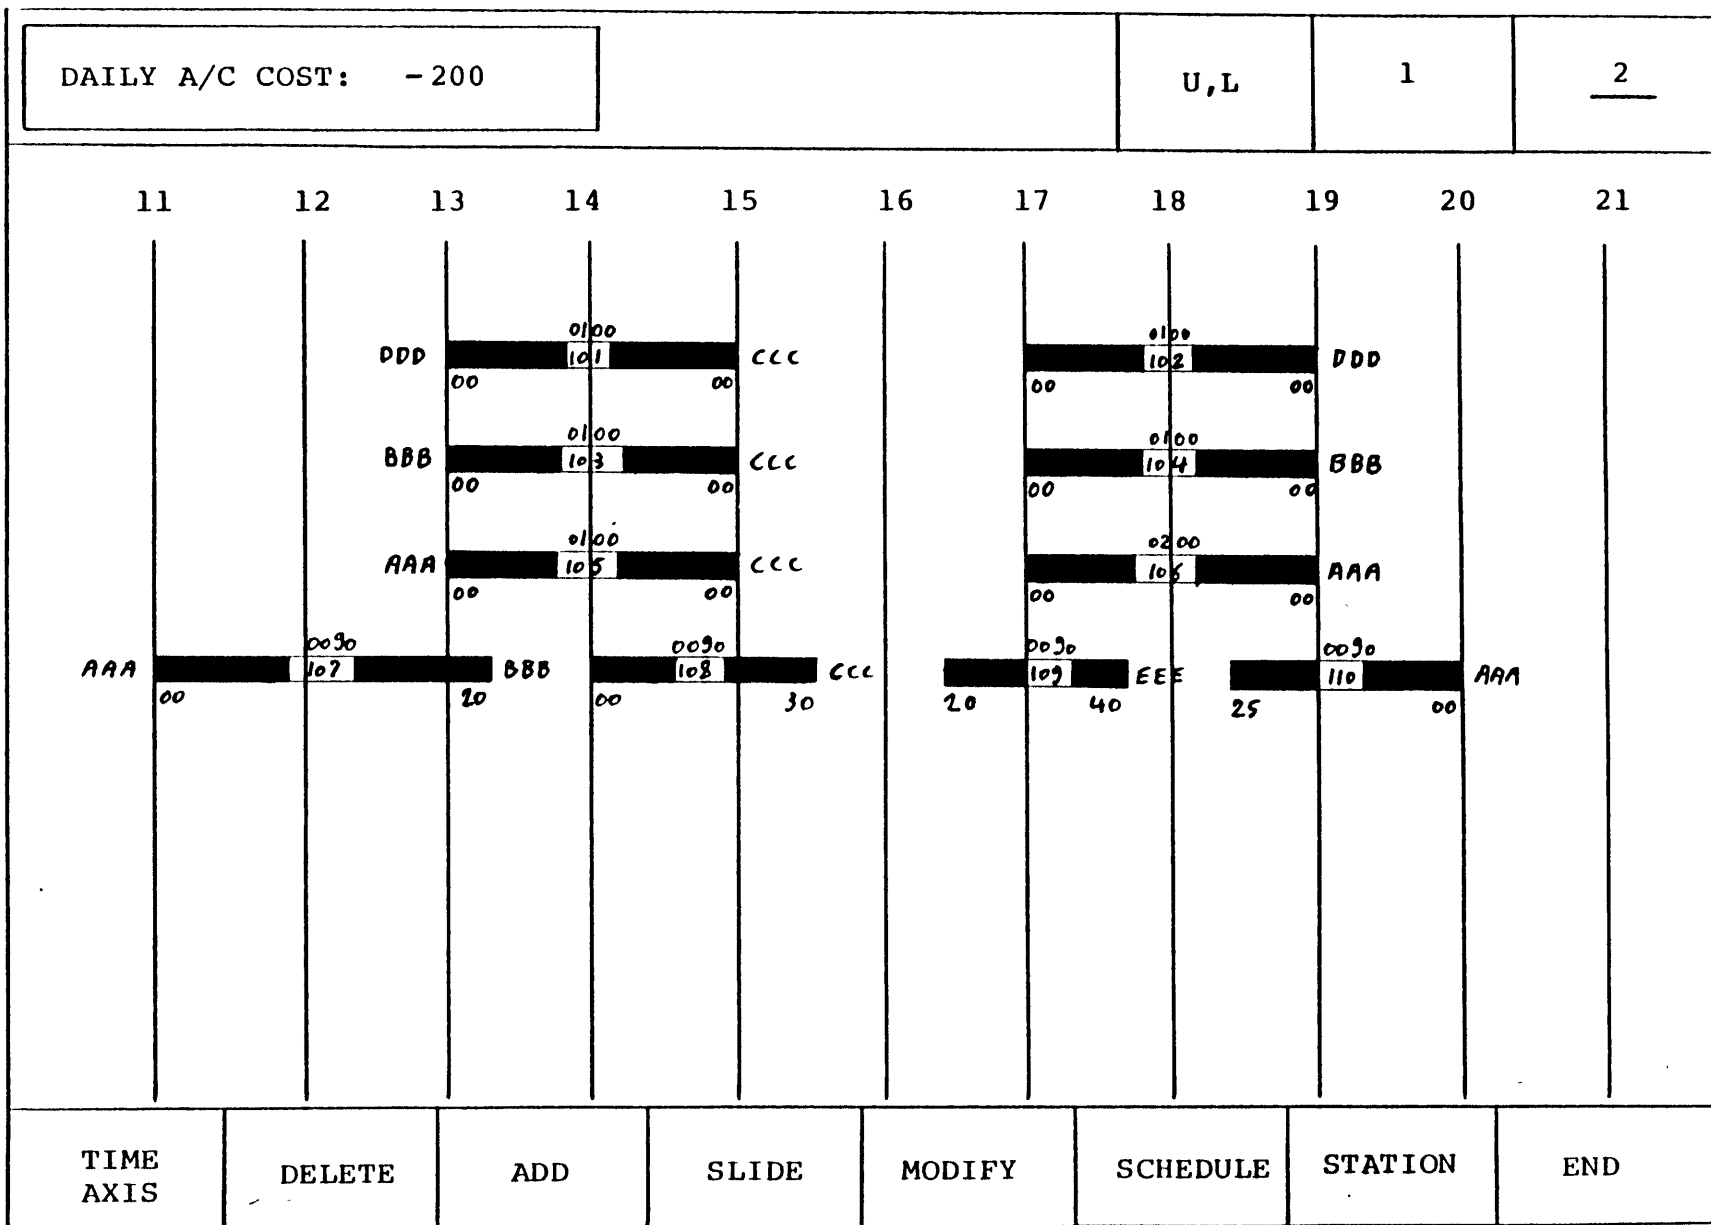 DAILY A/C COST: -200 U,L 1 2
11 12 13 14 15 16 17 18 19 20 21
0100 0100
DDD 101 CCC 102 DDD
00 00 00 00
0100 0100
BBB 103 CCC 104 BBB
00 00 00 00
0100 0200
AAA 105 CCC 106 AAA
00 00 00 00
0090 0090 0090 0090
AAA 107 BBB 108 CCC 109 EEE 110 AAA
00 20 00 30 20 40 25 00
TIME AXIS DELETE ADD SLIDE MODIFY SCHEDULE STATION END